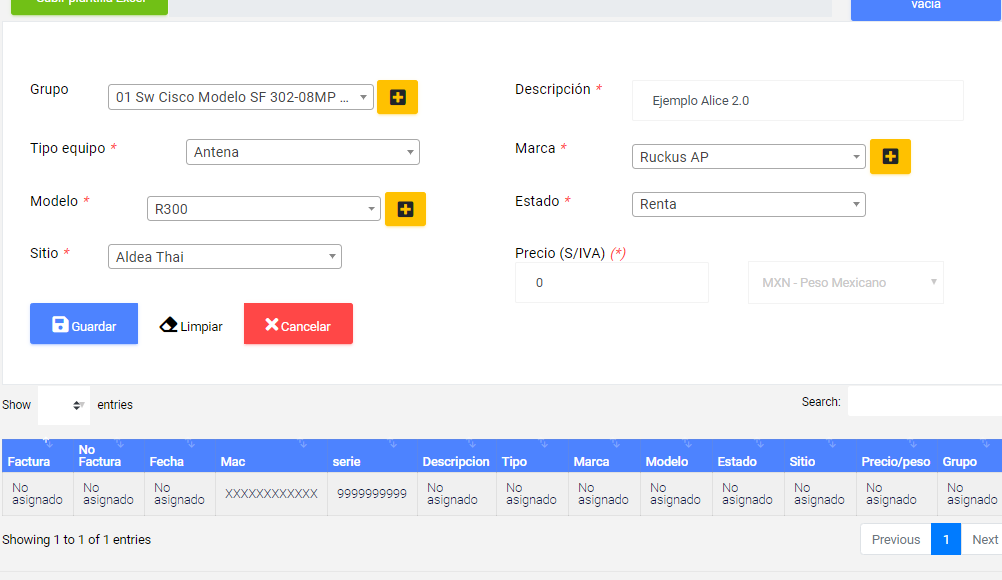 Subir plantilla Excel
vacia
Grupo
01 Sw Cisco Modelo SF 302-08MP ...
Descripción *
Ejemplo Alice 2.0
Tipo equipo *
Antena
Marca *
Ruckus AP
Modelo *
R300
Estado *
Renta
Sitio *
Aldea Thai
Precio (S/IVA) (*)
0
MXN - Peso Mexicano
Guardar
Limpiar
Cancelar
Show entries
Search:
Factura
No Factura
Fecha
Mac
serie
Descripcion
Tipo
Marca
Modelo
Estado
Sitio
Precio/peso
Grupo
No asignado
No asignado
No asignado
XXXXXXXXXXXX
9999999999
No asignado
No asignado
No asignado
No asignado
No asignado
No asignado
No asignado
No asignado
Showing 1 to 1 of 1 entries
Previous
1
Next